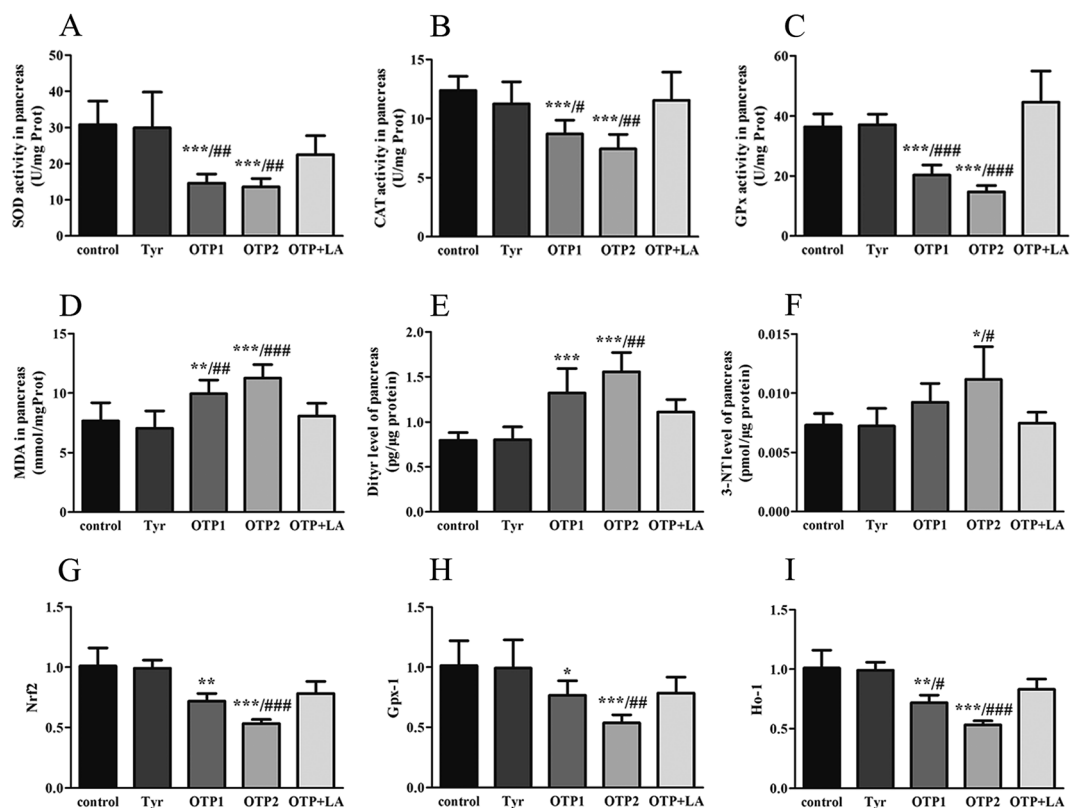 A
SOD activity in pancreas
(U/mg Prot)
50
40
30
20
10
0
***/##
***/##
control Tyr OTP1 OTP2 OTP+LA
B
CAT activity in pancreas
(U/mg Prot)
15
10
5
0
***/#
***/##
control Tyr OTP1 OTP2 OTP+LA
C
GPx activity in pancreas
(U/mg Prot)
60
40
20
0
***/###
***/###
control Tyr OTP1 OTP2 OTP+LA
D
MDA in pancreas
(mmol/mgProt)
15
10
5
0
**/##
***/###
control Tyr OTP1 OTP2 OTP+LA
E
Dityr level of pancreas
(pg/μg protein)
2.0
1.5
1.0
0.5
0.0
***
***/##
control Tyr OTP1 OTP2 OTP+LA
F
3-NT level of pancreas
(pmol/μg protein)
0.015
0.010
0.005
0.000
*/#
control Tyr OTP1 OTP2 OTP+LA
G
Nrf2
1.5
1.0
0.5
0.0
**
***/###
control Tyr OTP1 OTP2 OTP+LA
H
Gpx-1
1.5
1.0
0.5
0.0
*
***/##
control Tyr OTP1 OTP2 OTP+LA
I
Ho-1
1.5
1.0
0.5
0.0
**/#
***/###
control Tyr OTP1 OTP2 OTP+LA